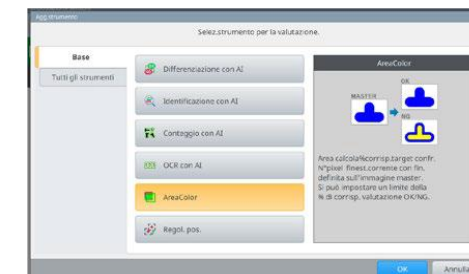 Agg.strumento
Selez.strumento per la valutazione.
Base
Tutti gli strumenti
Differenziazione con AI
Identificazione con AI
Conteggio con AI
OCR con AI
AreaColor
Regol. pos.
AreaColor
OK
MASTER
NG
Area calcola%corrisp.target confr.
N°pixel finest.corrente con fin.
definita sull'immagine master.
Si può impostare un limite della
% di corrisp. valutazione OK/NG.
OK
Annulla